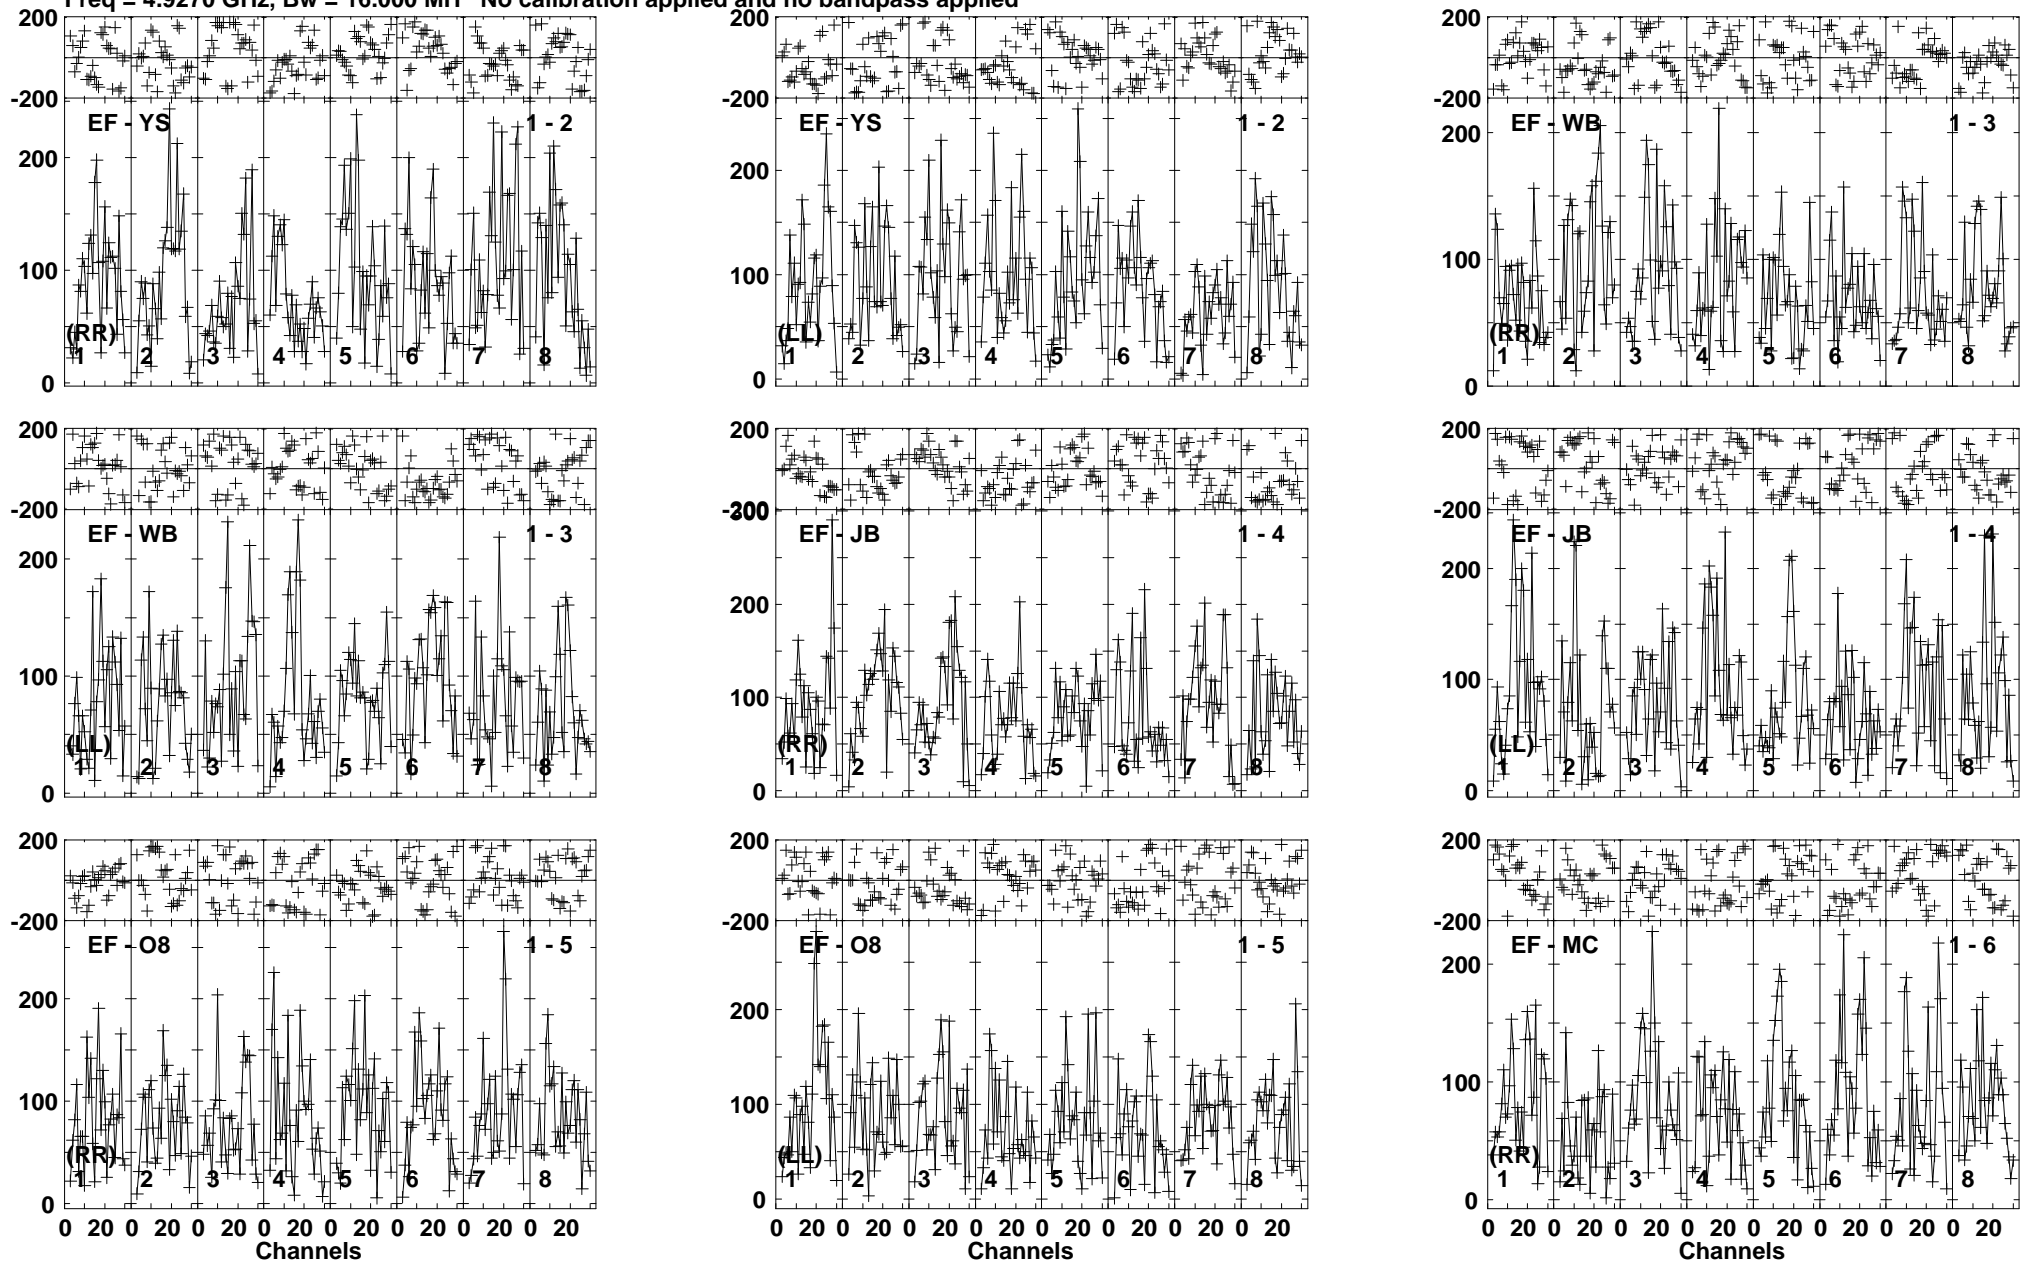 Freq = 4.9270 GHz, Bw = 16.000 MH No calibration applied and no bandpass applied
200 200 200
-200 -200 -200
EF - YS 1 - 2 EF - YS 1 - 2 EF - WB 1 - 3
200 200 200
100 100 100
(RR) (LL) (RR)
1 2 3 4 5 6 7 8 1 2 3 4 5 6 7 8 1 2 3 4 5 6 7 8
0 0 0
200 200 200
-200 -200 -200
300
EF - WB 1 - 3 EF - JB 1 - 4 EF - JB 1 - 4
200 200 200
100 100 100
(LL) (RR) (LL)
1 2 3 4 5 6 7 8 1 2 3 4 5 6 7 8 1 2 3 4 5 6 7 8
0 0 0
200 200 200
-200 -200 -200
EF - O8 1 - 5 EF - O8 1 - 5 EF - MC 1 - 6
200 200 200
100 100 100
(RR) (LL) (RR)
1 2 3 4 5 6 7 8 1 2 3 4 5 6 7 8 1 2 3 4 5 6 7 8
0 0 0
0 20 0 20 0 20 0 20 0 20 0 20 0 20 0 20 0 20 0 20 0 20 0 20 0 20 0 20 0 20 0 20 0 20 0 20 0 20 0 20 0 20 0 20 0 20 0 20
Channels Channels Channels